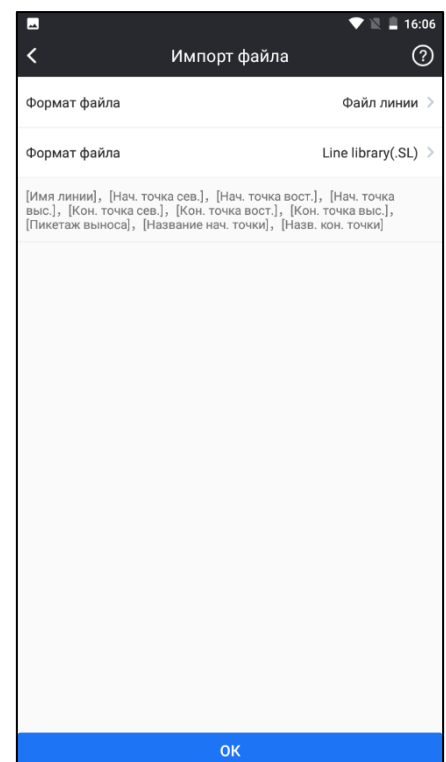 16:06
Импорт файла
Формат файла Файл линии
Формат файла Line library(.SL)
[Имя линии], [Нач. точка сев.], [Нач. точка вост.], [Нач. точка
выс.], [Кон. точка сев.], [Кон. точка вост.], [Кон. точка выс.],
[Пикетаж выноса], [Название нач. точки], [Назв. кон. точки]
ОК